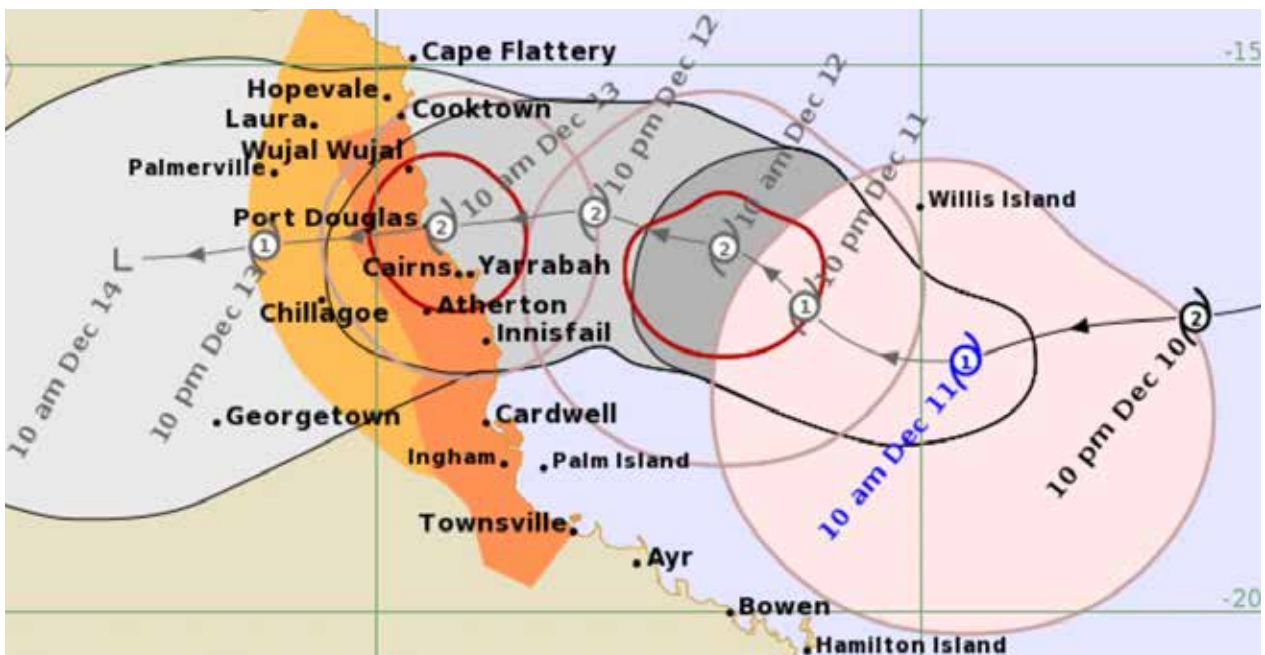 Cape Flattery
-15
Hopevale
Laura
Cooktown
Wujal Wujal
Palmerville
Port Douglas
Cairns
Yarrabah
Atherton
Chillagoe
Innisfail
Georgetown
Cardwell
Ingham
Palm Island
Townsville
Ayr
Bowen
Hamilton Island
-20
Willis Island
2
10 pm Dec 10
1
10 am Dec 11
1
10 pm Dec 11
2
10 am Dec 12
2
10 pm Dec 12
2
10 am Dec 13
1
10 pm Dec 13
L
10 am Dec 14